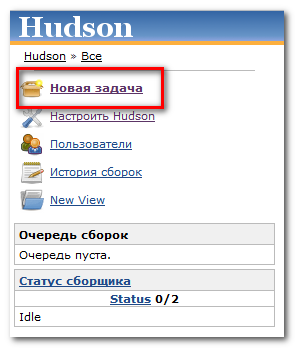 Hudson
Hudson » Все
Новая задача
Настроить Hudson
Пользователи
История сборок
New View
Очередь сборок
Очередь пуста.
Статус сборщика
Status 0/2
Idle